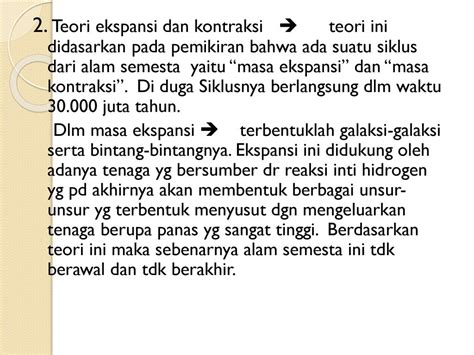 2. Teori ekspansi dan kontraksi ➔ teori ini
didasarkan pada pemikiran bahwa ada suatu siklus
dari alam semesta yaitu “masa ekspansi” dan “masa
kontraksi”. Di duga Siklusnya berlangsung dlm waktu
30.000 juta tahun.
Dlm masa ekspansi ➔ terbentuklah galaksi-galaksi
serta bintang-bintangnya. Ekspansi ini didukung oleh
adanya tenaga yg bersumber dr reaksi inti hidrogen
yg pd akhirnya akan membentuk berbagai unsur-
unsur yg terbentuk menyusut dgn mengeluarkan
tenaga berupa panas yg sangat tinggi. Berdasarkan
teori ini maka sebenarnya alam semesta ini tdk
berawal dan tdk berakhir.